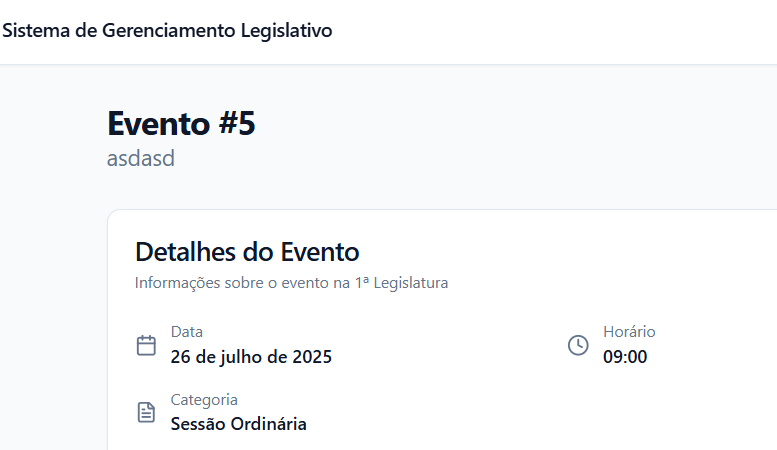 Sistema de Gerenciamento Legislativo
Evento #5
asdasd
Detalhes do Evento
Informações sobre o evento na 1ª Legislatura
Data
26 de julho de 2025
Horário
09:00
Categoria
Sessão Ordinária